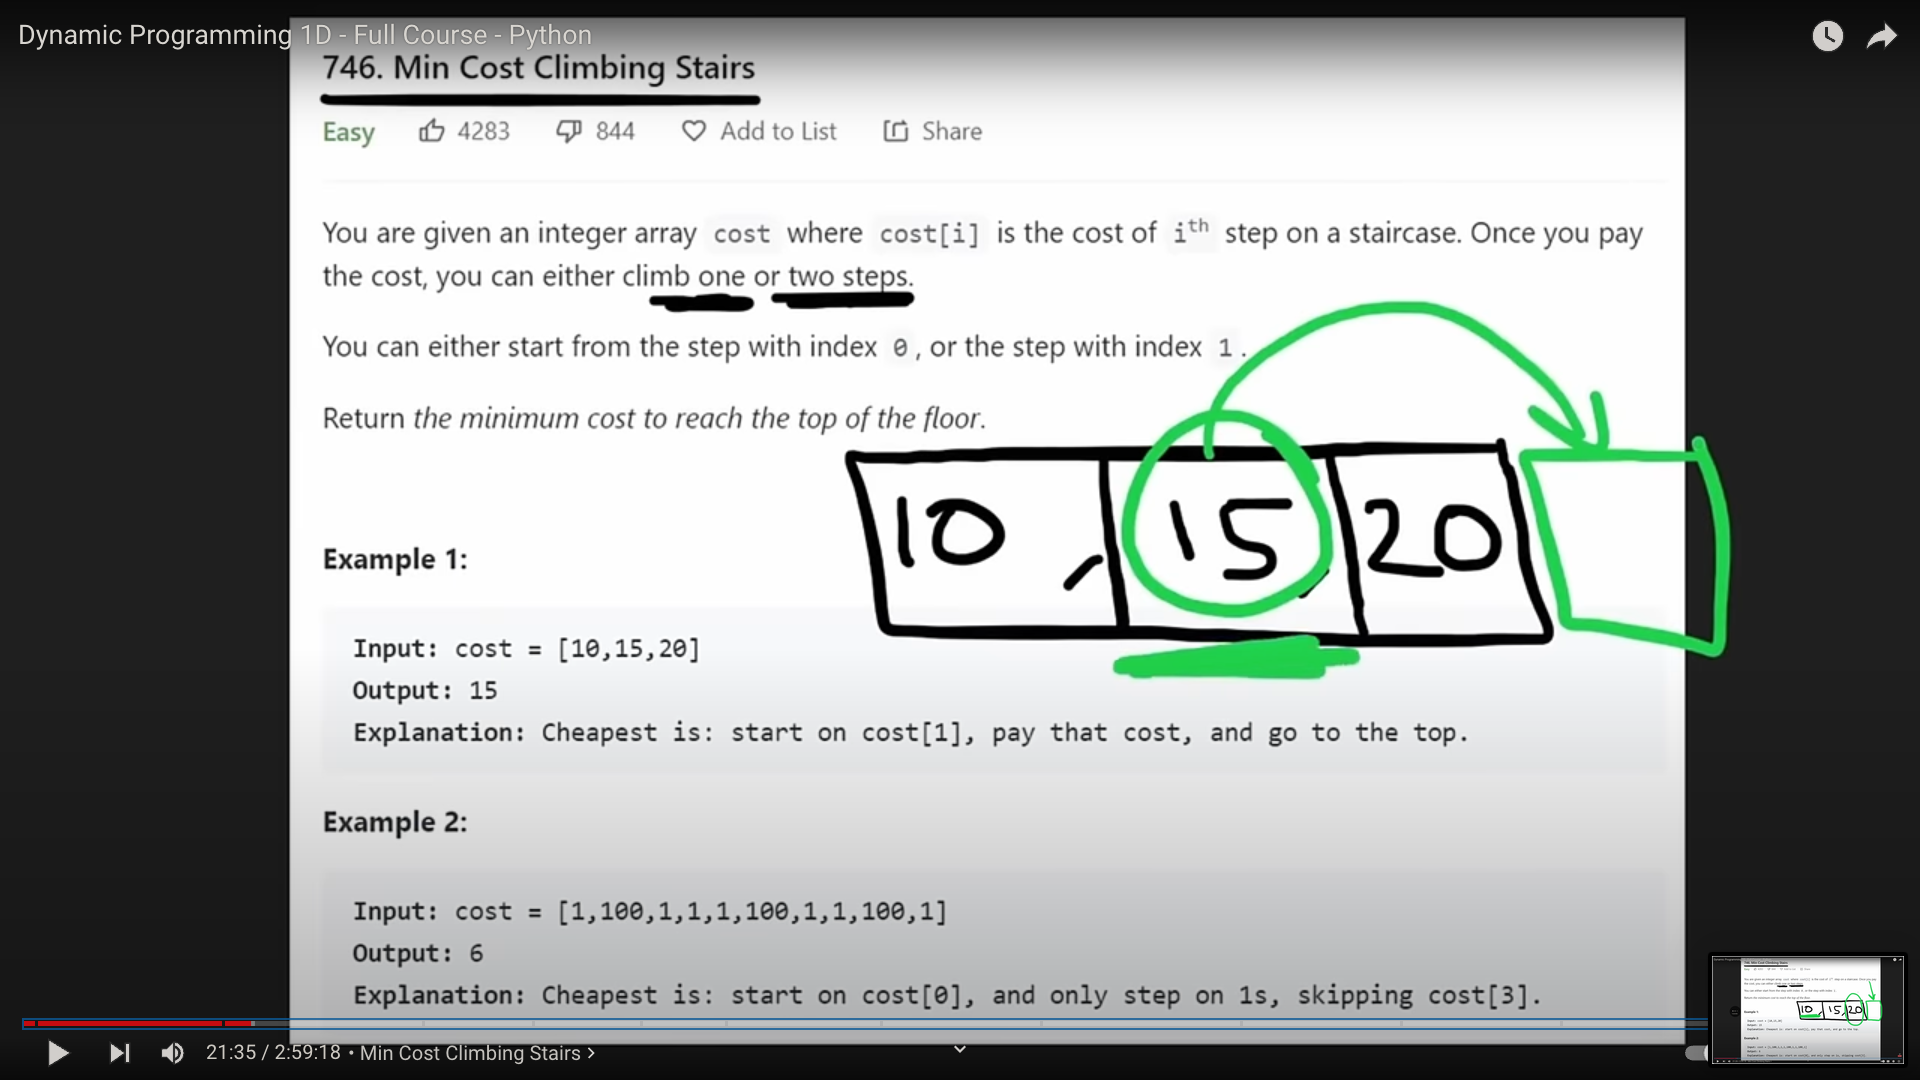 Dynamic Programming 1D - Full Course - Python
746. Min Cost Climbing Stairs
Easy 4283 844 Add to List Share
You are given an integer array cost where cost[i] is the cost of ith step on a staircase. Once you pay
the cost, you can either climb one or two steps.
You can either start from the step with index 0, or the step with index 1.
Return the minimum cost to reach the top of the floor.
10, 15, 20
Example 1:
Input: cost = [10,15,20]
Output: 15
Explanation: Cheapest is: start on cost[1], pay that cost, and go to the top.
Example 2:
Input: cost = [1,100,1,1,1,100,1,1,100,1]
Output: 6
Explanation: Cheapest is: start on cost[0], and only step on 1s, skipping cost[3].
21:35 / 2:59:18 • Min Cost Climbing Stairs